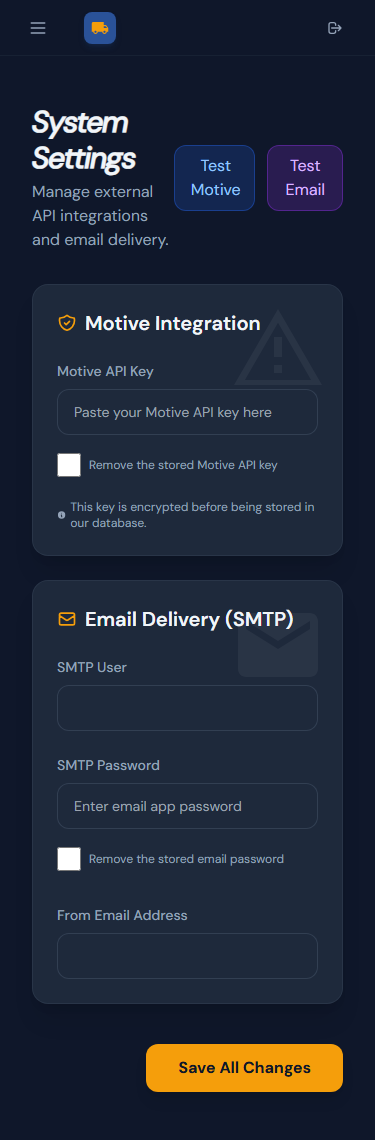 System
Settings
Manage external
API integrations
and email delivery.
Test
Motive
Test
Email
Motive Integration
Motive API Key
Paste your Motive API key here
Remove the stored Motive API key
This key is encrypted before being stored in
our database.
Email Delivery (SMTP)
SMTP User
SMTP Password
Enter email app password
Remove the stored email password
From Email Address
Save All Changes